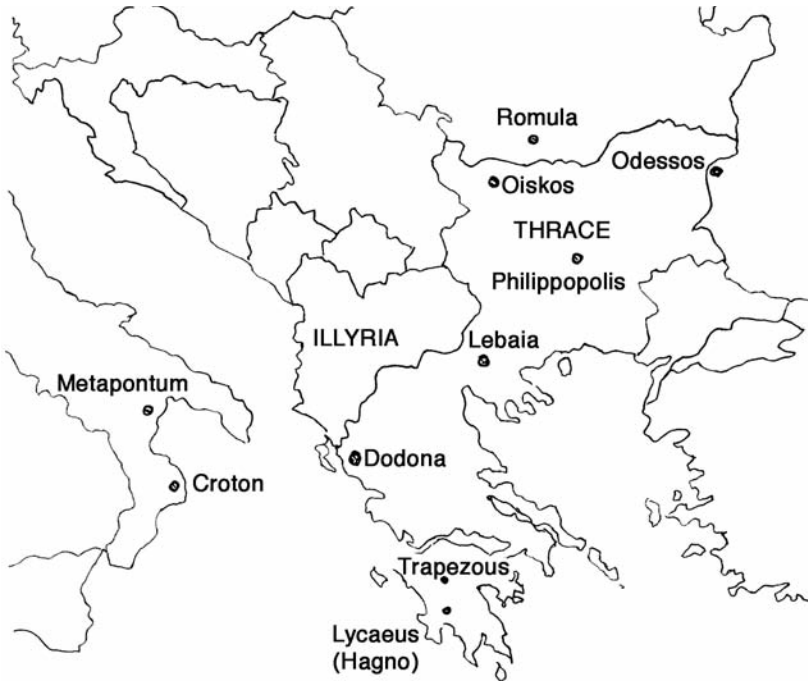 Romula
Odessos
Oiskos
THRACE
Philippopolis
ILLYRIA
Lebaia
Metapontum
Dodona
Croton
Trapezous
Lycaeus
(Hagno)